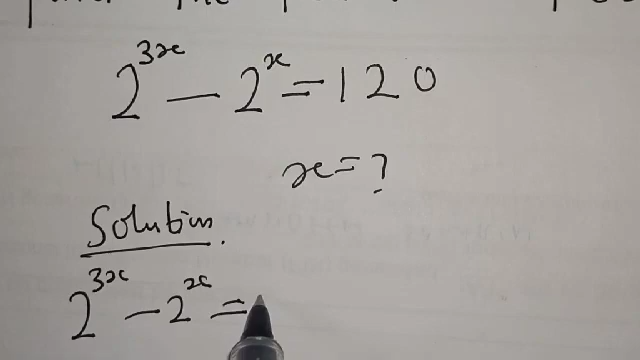 2^{3x} - 2^x = 120
x = ?
Solution.
2^{3x} - 2^x =